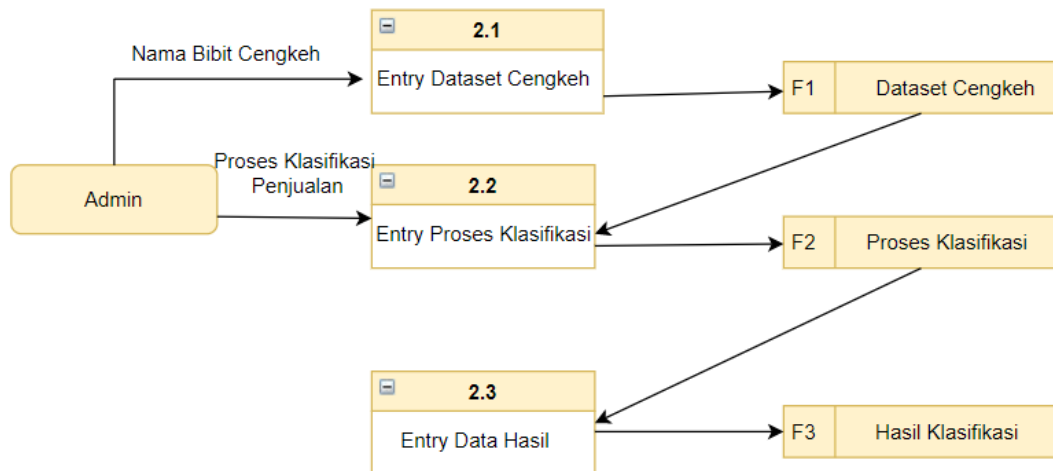 2.1
Nama Bibit Cengkeh
Entry Dataset Cengkeh
F1 Dataset Cengkeh
Proses Klasifikasi
Penjualan
Admin
2.2
Entry Proses Klasifikasi
F2 Proses Klasifikasi
2.3
Entry Data Hasil
F3 Hasil Klasifikasi